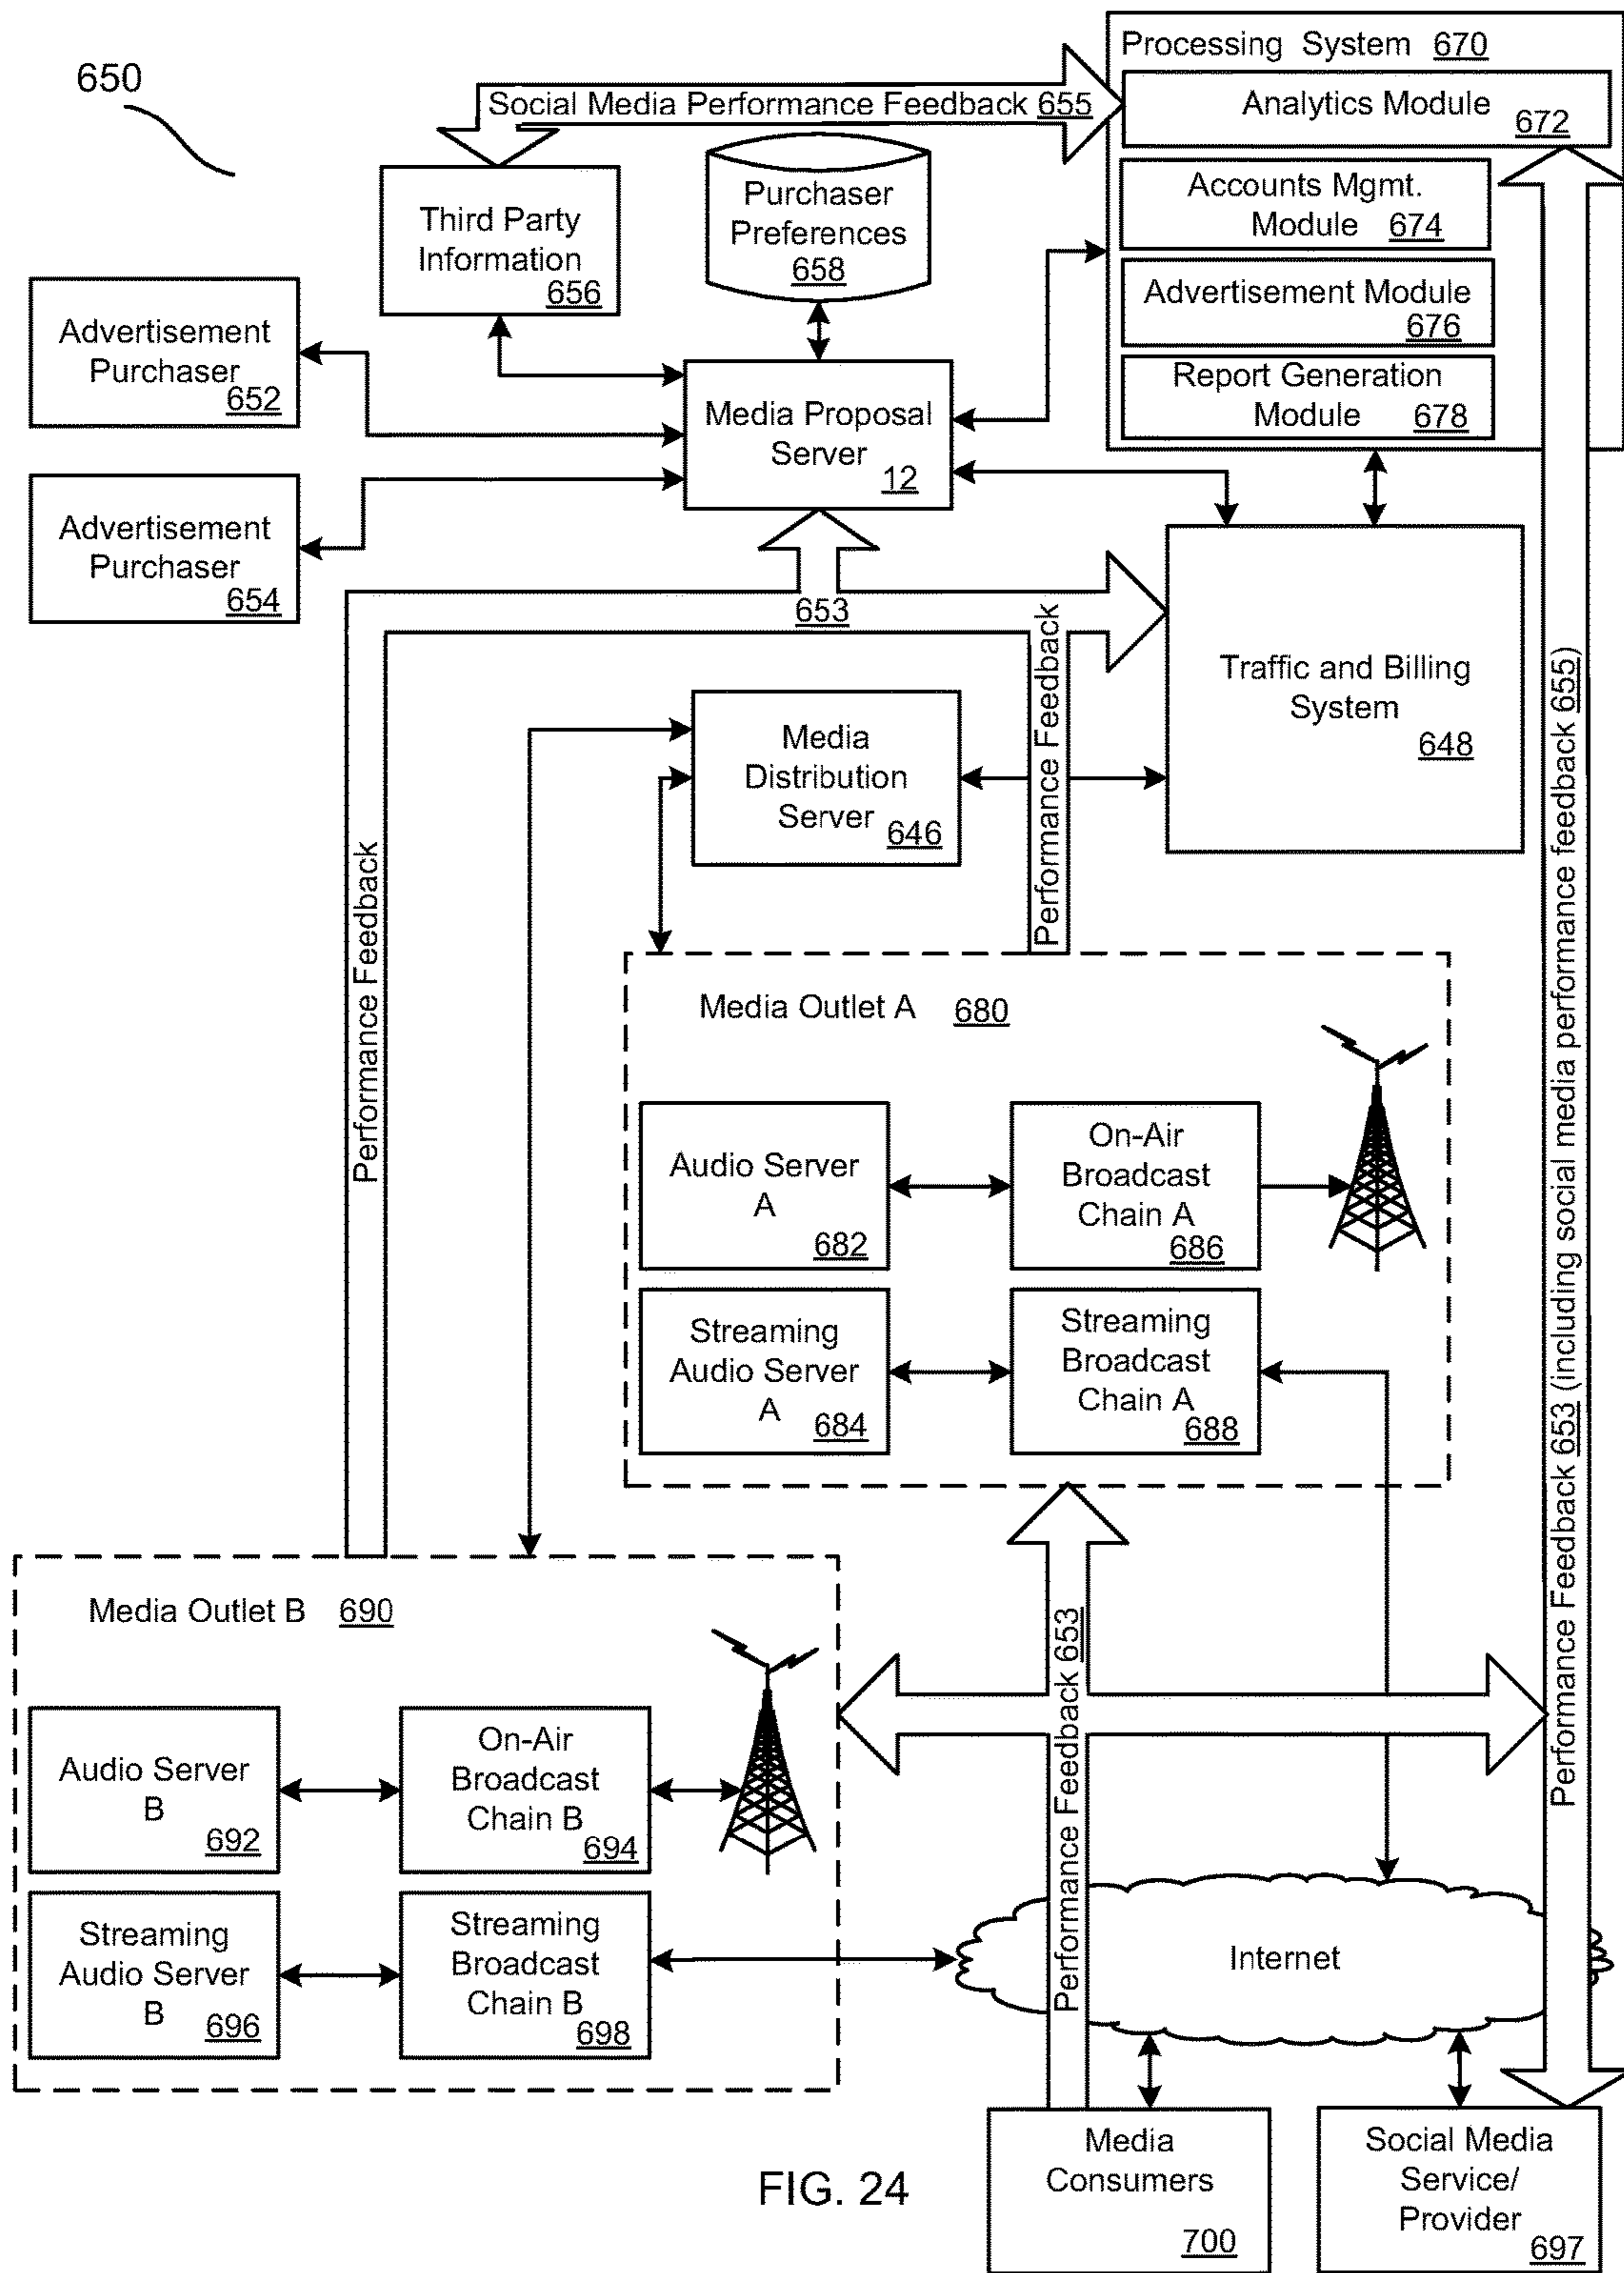 650
Processing System 670
Social Media Performance Feedback 655
Analytics Module
672
Accounts Mgmt.
Module 674
Advertisement Module
676
Report Generation
Module 678
Third Party
Information
656
Purchaser
Preferences
658
Advertisement
Purchaser
652
Media Proposal
Server
12
Advertisement
Purchaser
654
653
Performance Feedback
Traffic and Billing
System
648
Media
Distribution
Server
646
Performance Feedback
Performance Feedback 653 (including social media performance feedback 655)
Media Outlet A 680
Audio Server
A
682
On-Air
Broadcast
Chain A
686
Streaming
Audio Server
A
684
Streaming
Broadcast
Chain A
688
Media Outlet B 690
Performance Feedback 653
Audio Server
B
692
On-Air
Broadcast
Chain B
694
Streaming
Audio Server
B
696
Streaming
Broadcast
Chain B
698
Internet
Media
Consumers
700
Social Media
Service/
Provider
697
FIG. 24